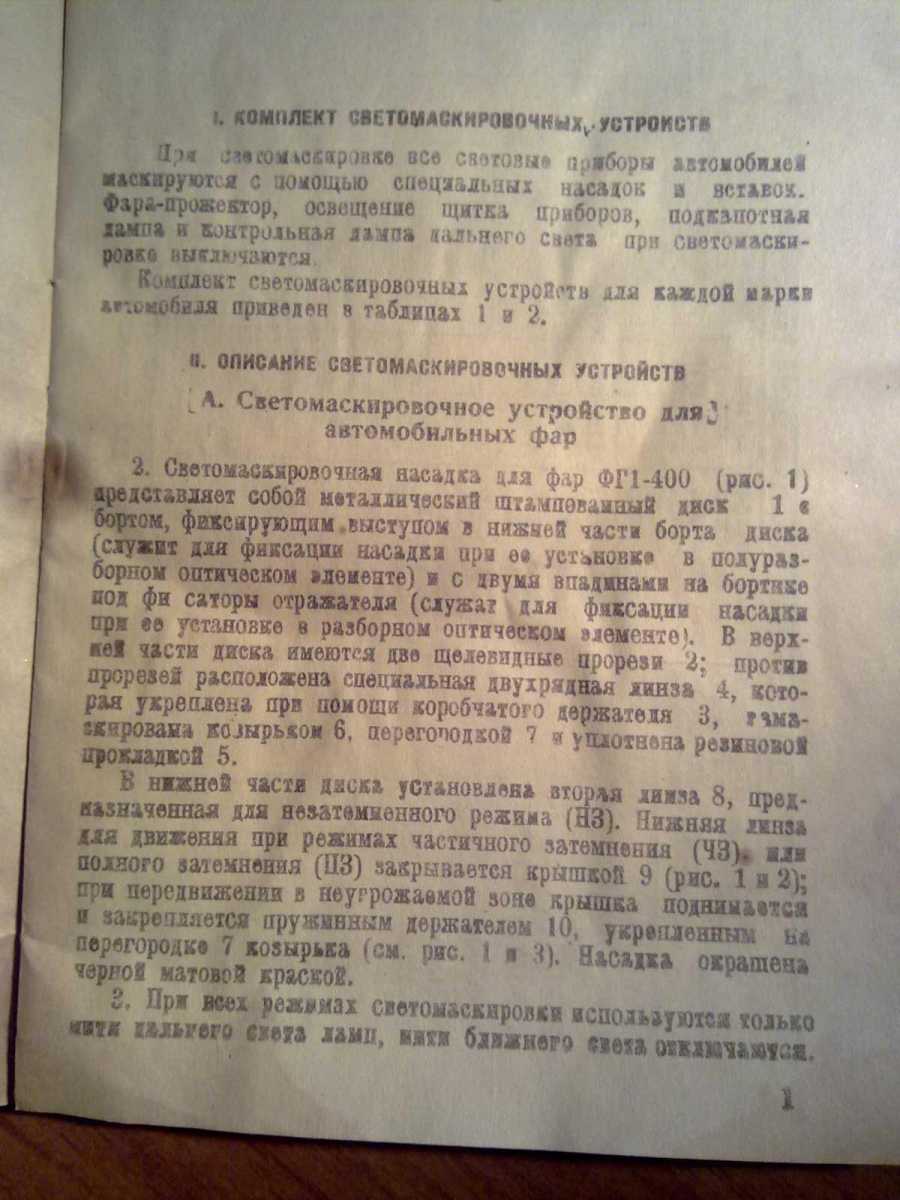 I. КОМПЛЕКТ СВЕТОМАСКИРОВОЧНЫХ УСТРОЙСТВ
При светомаскировке все световые приборы автомобилей
маскируются с помощью специальных насадок и вставок.
Фара-прожектор, освещение щитка приборов, подкапотная
лампа и контрольная лампа дальнего света при светомаски-
ровке выключаются.
Комплект светомаскировочных устройств для каждой марки
автомобиля приведен в таблицах 1 и 2.
II. ОПИСАНИЕ СВЕТОМАСКИРОВОЧНЫХ УСТРОЙСТВ
А. Светомаскировочное устройство для
автомобильных фар
2. Светомаскировочная насадка для фар ФГ1-400 (рис. 1)
представляет собой металлический штампованный диск 1 с
бортом, фиксирующим выступом в нижней части борта диска
(служит для фиксации насадки при ее установке в полураз-
борном оптическом элементе) и с двумя впадинами на бортике
под фи саторы отражателя (служат для фиксации насадки
при ее установке в разборном оптическом элементе). В верх-
ней части диска имеются две щелевидные прорези 2; против
прорезей расположена специальная двухрядная линза 4, кото-
рая укреплена при помощи коробчатого держателя 3, зама-
скирована козырьком 6, перегородкой 7 и уплотнена резиновой
прокладкой 5.
В нижней части диска установлена вторая линза 8, пред-
назначенная для незатемненного режима (НЗ). Нижняя линза
для движения при режимах частичного затемнения (ЧЗ) или
полного затемнения (ПЗ) закрывается крышкой 9 (рис. 1 и 2);
при передвижении в неугрожаемой зоне крышка поднимается
и закрепляется пружинным держателем 10, укрепленным на
перегородке 7 козырька (см. рис. 1 и 3). Насадка окрашена
черной матовой краской.
3. При всех режимах светомаскировки используются только
нити дальнего света ламп, нити ближнего света отключаются.
1